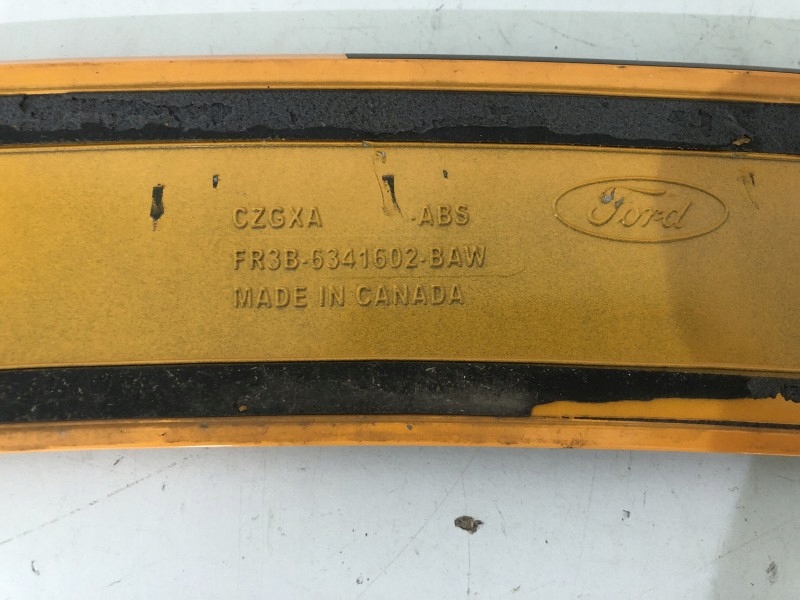 CZGXA .ABS
Ford
FR3B-6341602-BAW
MADE IN CANADA